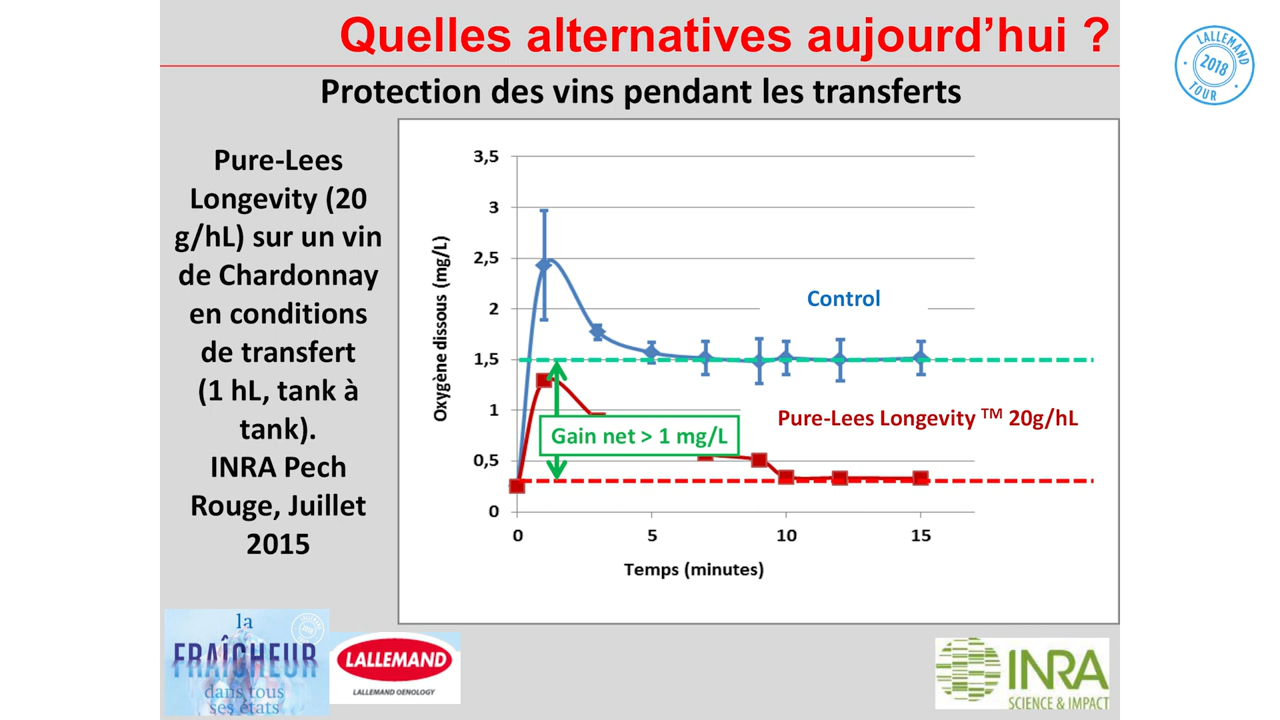 Quelles alternatives aujourd’hui ?
LALLEMAND
2018
TOUR
Protection des vins pendant les transferts
Pure-Lees
Longevity (20
g/hL) sur un vin
de Chardonnay
en conditions
de transfert
(1 hL, tank à
tank).
INRA Pech
Rouge, Juillet
2015
Oxygène dissous (mg/L)
3,5
3
2,5
2
1,5
1
0,5
0
Control
Pure-Lees Longevity TM 20g/hL
Gain net > 1 mg/L
0
5
10
15
Temps (minutes)
la
FRAÎCHEUR
dans tous
ses états
LALLEMAND
LALLEMAND OENOLOGY
INRA
SCIENCE & IMPACT